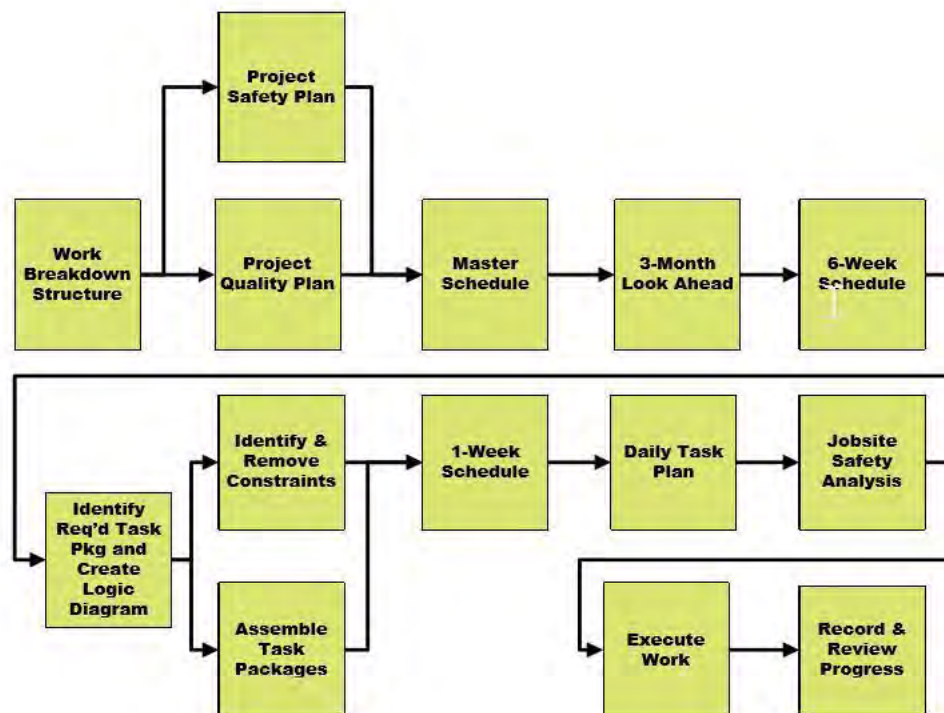 Project
Safety Plan
Work
Breakdown
Structure
Project
Quality Plan
Master
Schedule
3-Month
Look Ahead
6-Week
Schedule
Identify
Req'd Task
Pkg and
Create
Logic
Diagram
Identify &
Remove
Constraints
Assemble
Task
Packages
1-Week
Schedule
Daily Task
Plan
Jobsite
Safety
Analysis
Execute
Work
Record &
Review
Progress